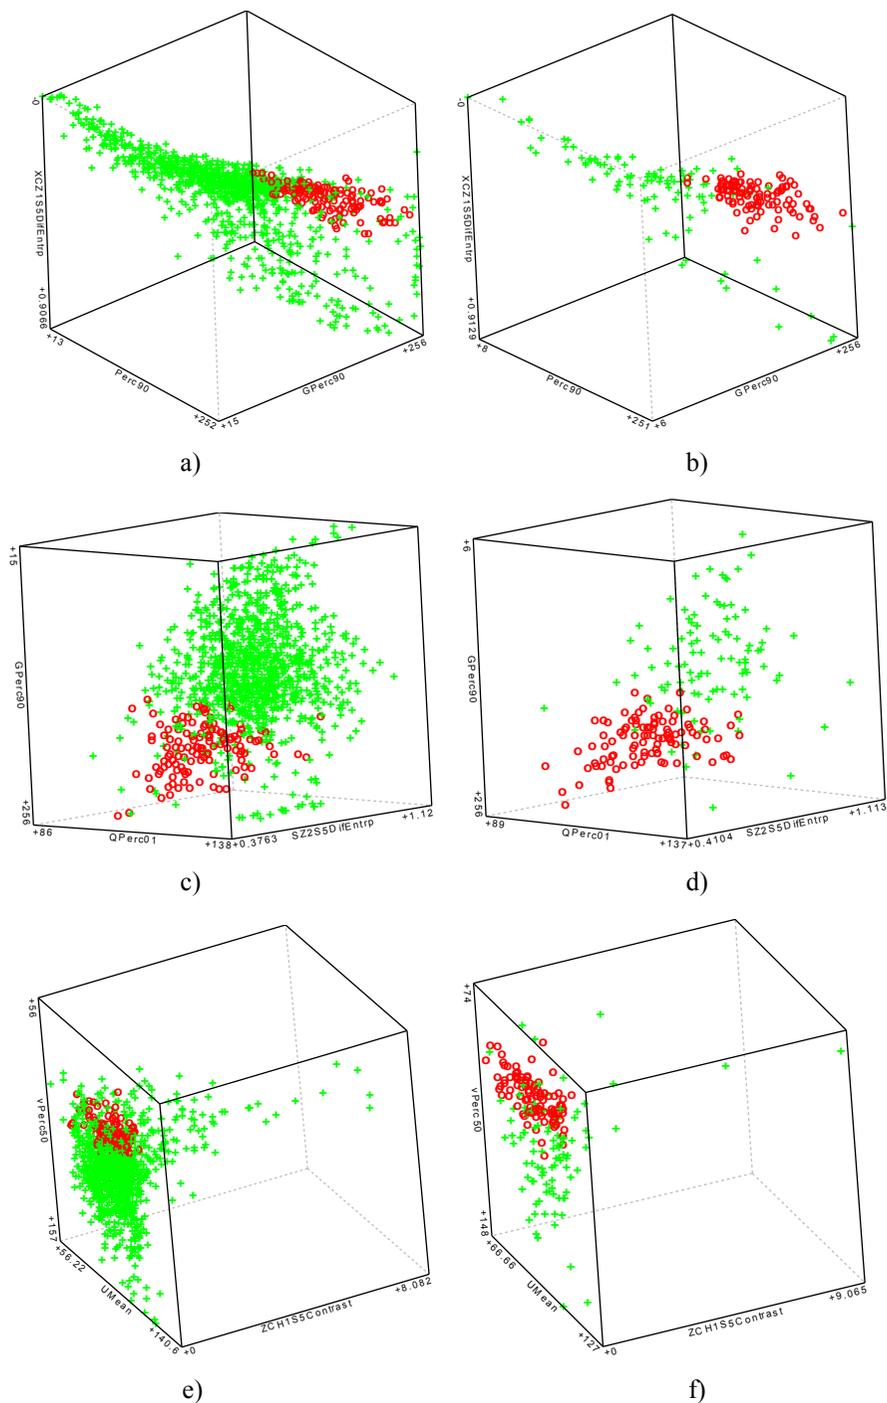 -0
XCZ1S5DifEntrp
+0.9066
+13
Perc90
+252
+15
GPerc90
+256
a)
-0
XCZ1S5DifEntrp
+0.9129
+8
Perc90
+251
+6
GPerc90
+256
b)
+15
GPerc90
+256
+86
QPerc01
+138
+0.3763
SZ2S5DifEntrp
+1.12
c)
+6
GPerc90
+256
+89
QPerc01
+137
+0.4104
SZ2S5DifEntrp
+1.113
d)
+56
vPerc50
+157
+56.22
UMean
+140.6
+0
ZCH1S5Contrast
+8.082
e)
+74
vPerc50
+148
+66.66
UMean
+127
+0
ZCH1S5Contrast
+9.065
f)